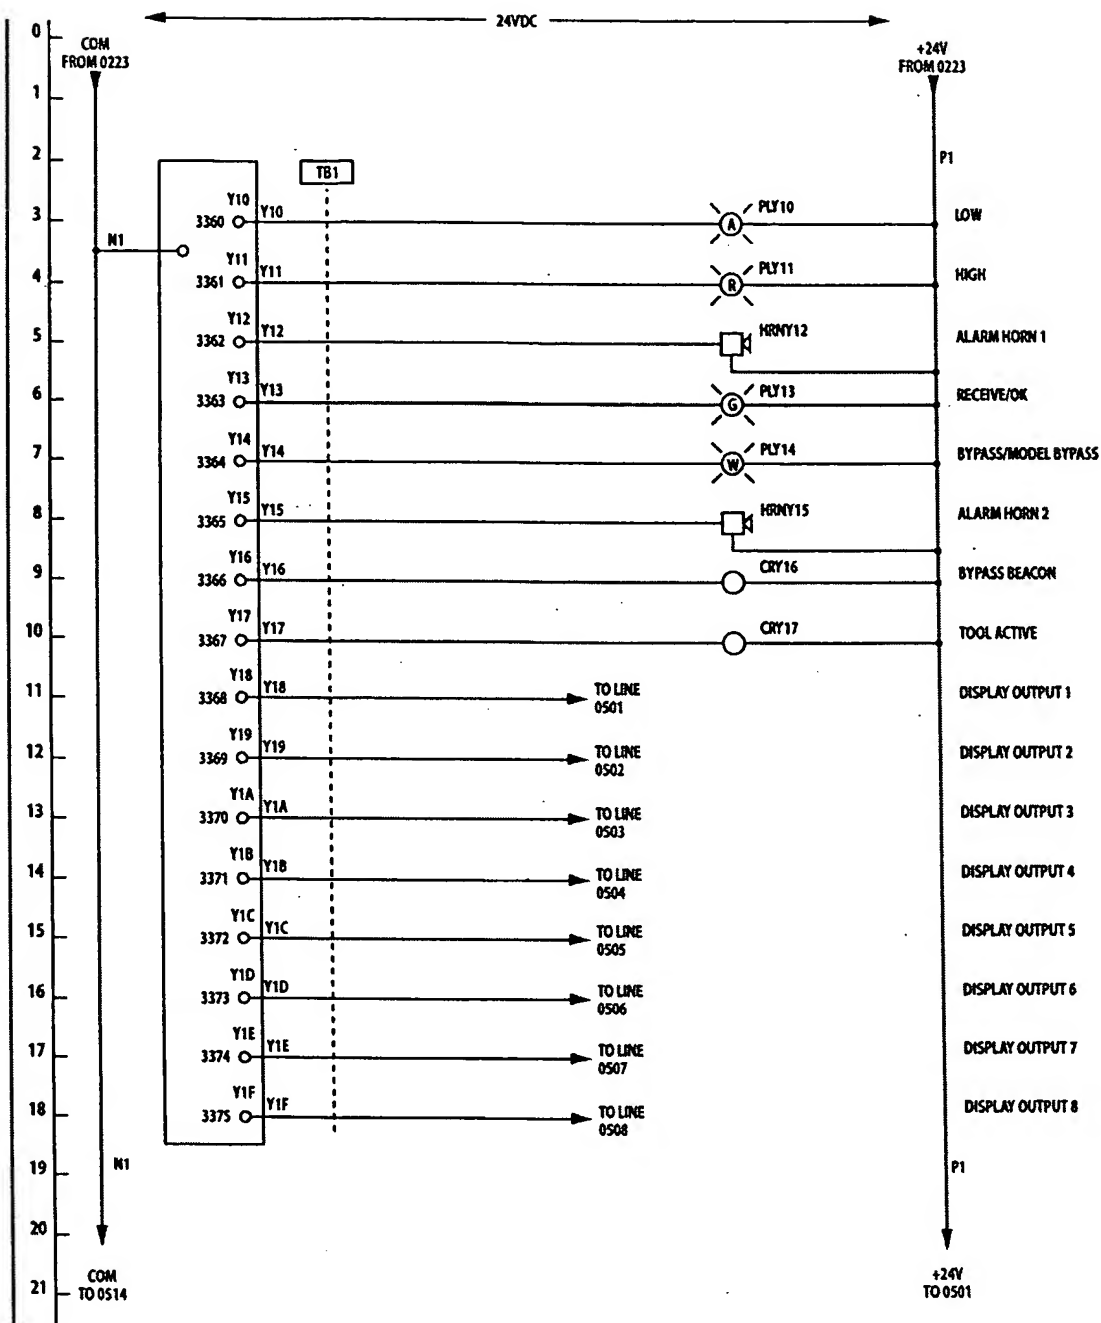 0
24VDC
COM
FROM 0223
+24V
FROM 0223
1
2
TB1
P1
Y10
3
3360
Y10
PLY10
A
LOW
N1
Y11
4
3361
Y11
PLY11
R
HIGH
Y12
5
3362
Y12
HRNY12
ALARM HORN 1
Y13
6
3363
Y13
PLY13
G
RECEIVE/OK
Y14
7
3364
Y14
PLY14
W
BYPASS/MODEL BYPASS
Y15
8
3365
Y15
HRNY15
ALARM HORN 2
Y16
9
3366
Y16
CRY16
BYPASS BEACON
Y17
10
3367
Y17
CRY17
TOOL ACTIVE
Y18
11
3368
Y18
TO LINE
0501
DISPLAY OUTPUT 1
Y19
12
3369
Y19
TO LINE
0502
DISPLAY OUTPUT 2
Y1A
13
3370
Y1A
TO LINE
0503
DISPLAY OUTPUT 3
Y1B
14
3371
Y1B
TO LINE
0504
DISPLAY OUTPUT 4
Y1C
15
3372
Y1C
TO LINE
0505
DISPLAY OUTPUT 5
Y1D
16
3373
Y1D
TO LINE
0506
DISPLAY OUTPUT 6
Y1E
17
3374
Y1E
TO LINE
0507
DISPLAY OUTPUT 7
Y1F
18
3375
Y1F
TO LINE
0508
DISPLAY OUTPUT 8
19
N1
P1
20
COM
TO 0514
+24V
TO 0501
21